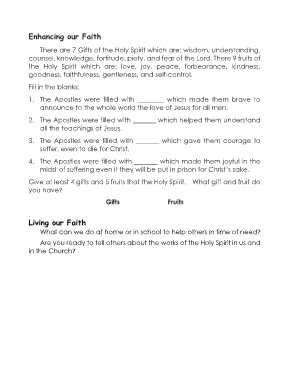 Enhancing our Faith
There are 7 Gifts of the Holy Spirit which are: wisdom, understanding,
counsel, knowledge, fortitude, piety, and fear of the Lord. There 9 fruits of
the Holy Spirit which are: love, joy, peace, forbearance, kindness,
goodness, faithfulness, gentleness, and self-control.
Fill in the blanks:
1. The Apostles were filled with ________ which made them brave to
announce to the whole world the love of Jesus for all men.
2. The Apostles were filled with _______ which helped them understand
all the teachings of Jesus.
3. The Apostles were filled with _______ which gave them courage to
suffer, even to die for Christ.
4. The Apostles were filled with _______ which made them joyful in the
midst of suffering even if they will be put in prison for Christ's sake.
Give at least 4 gifts and 5 fruits that the Holy Spirit. What gift and fruit do
you have?
Gifts Fruits
Living our Faith
What can we do at home or in school to help others in time of need?
Are you ready to tell others about the works of the Holy Spirit in us and
in the Church?